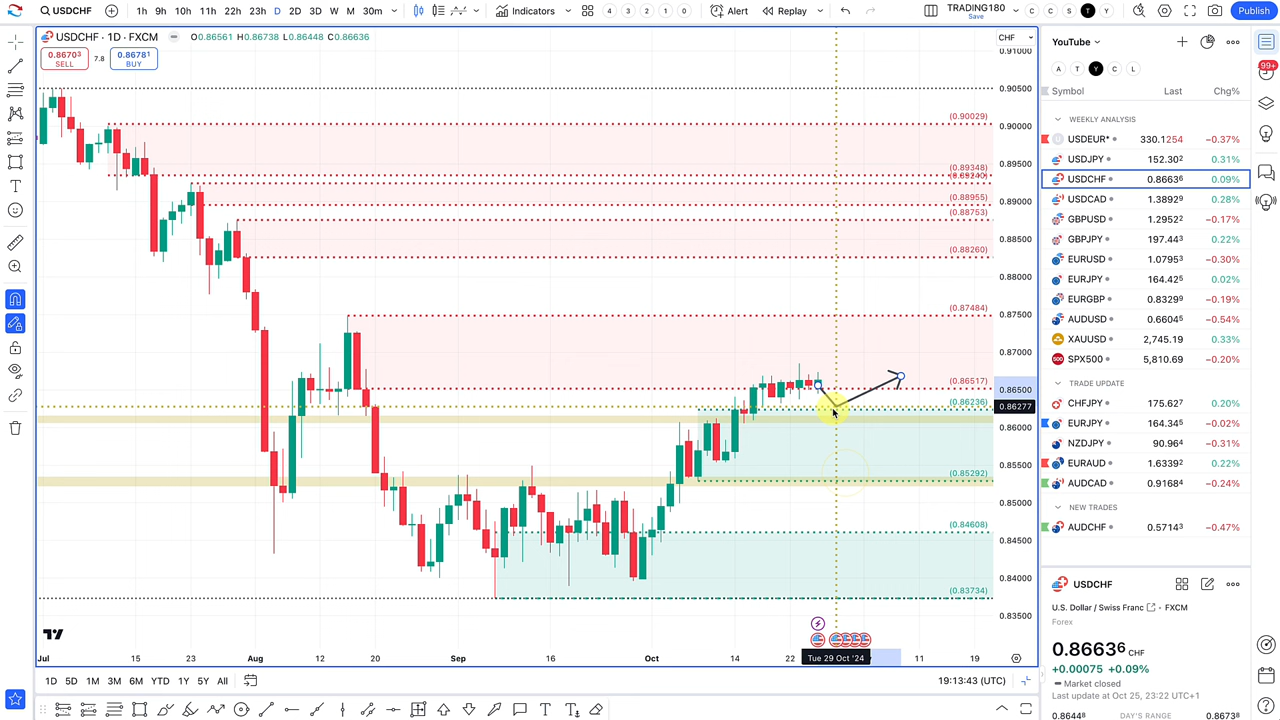 USDCHF
1h 9h 10h 11h 22h 23h D 2D 3D W M 30m
Indicators
4 3 2 1 0
Alert
Replay
TRADING180
Save
C C S T Y
Publish
USDCHF · 1D · FXCM
O0.86561 H0.86738 L0.86448 C0.86636
0.86703
SELL
7.8
0.86781
BUY
CHF
0.91000
0.90500
0.90000
0.89500
0.89000
0.88500
0.88000
0.87500
0.87000
0.86500
0.86277
0.86000
0.85500
0.85000
0.84500
0.84000
0.83500
(0.90029)
(0.89348)
(0.88955)
(0.88753)
(0.88260)
(0.87484)
(0.86517)
(0.86236)
(0.85292)
(0.84608)
(0.83734)
Jul 15 23 Aug 12 20 Sep 16 Oct 14 22 Tue 29 Oct '24 11 19
1D 5D 1M 3M 6M YTD 1Y 5Y All
19:13:43 (UTC)
YouTube
A T Y C L
Symbol Last Chg%
99+
WEEKLY ANALYSIS
USDEUR* 330.1254 −0.37%
USDJPY 152.302 0.31%
USDCHF 0.86636 0.09%
USDCAD 1.38929 0.28%
GBPUSD 1.29522 −0.17%
GBPJPY 197.443 0.22%
EURUSD 1.07953 −0.30%
EURJPY 164.425 0.02%
EURGBP 0.83299 −0.19%
AUDUSD 0.66045 −0.54%
XAUUSD 2,745.19 0.33%
SPX500 5,810.69 −0.20%
TRADE UPDATE
CHFJPY 175.627 0.20%
EURJPY 164.345 −0.02%
NZDJPY 90.964 −0.31%
EURAUD 1.63392 0.22%
AUDCAD 0.91684 −0.24%
NEW TRADES
AUDCHF 0.57143 −0.47%
USDCHF
U.S. Dollar / Swiss Franc · FXCM
Forex
0.86636 CHF
+0.00075 +0.09%
Market closed
Last update at Oct 25, 23:22 UTC+1
0.86448 DAY'S RANGE 0.86738